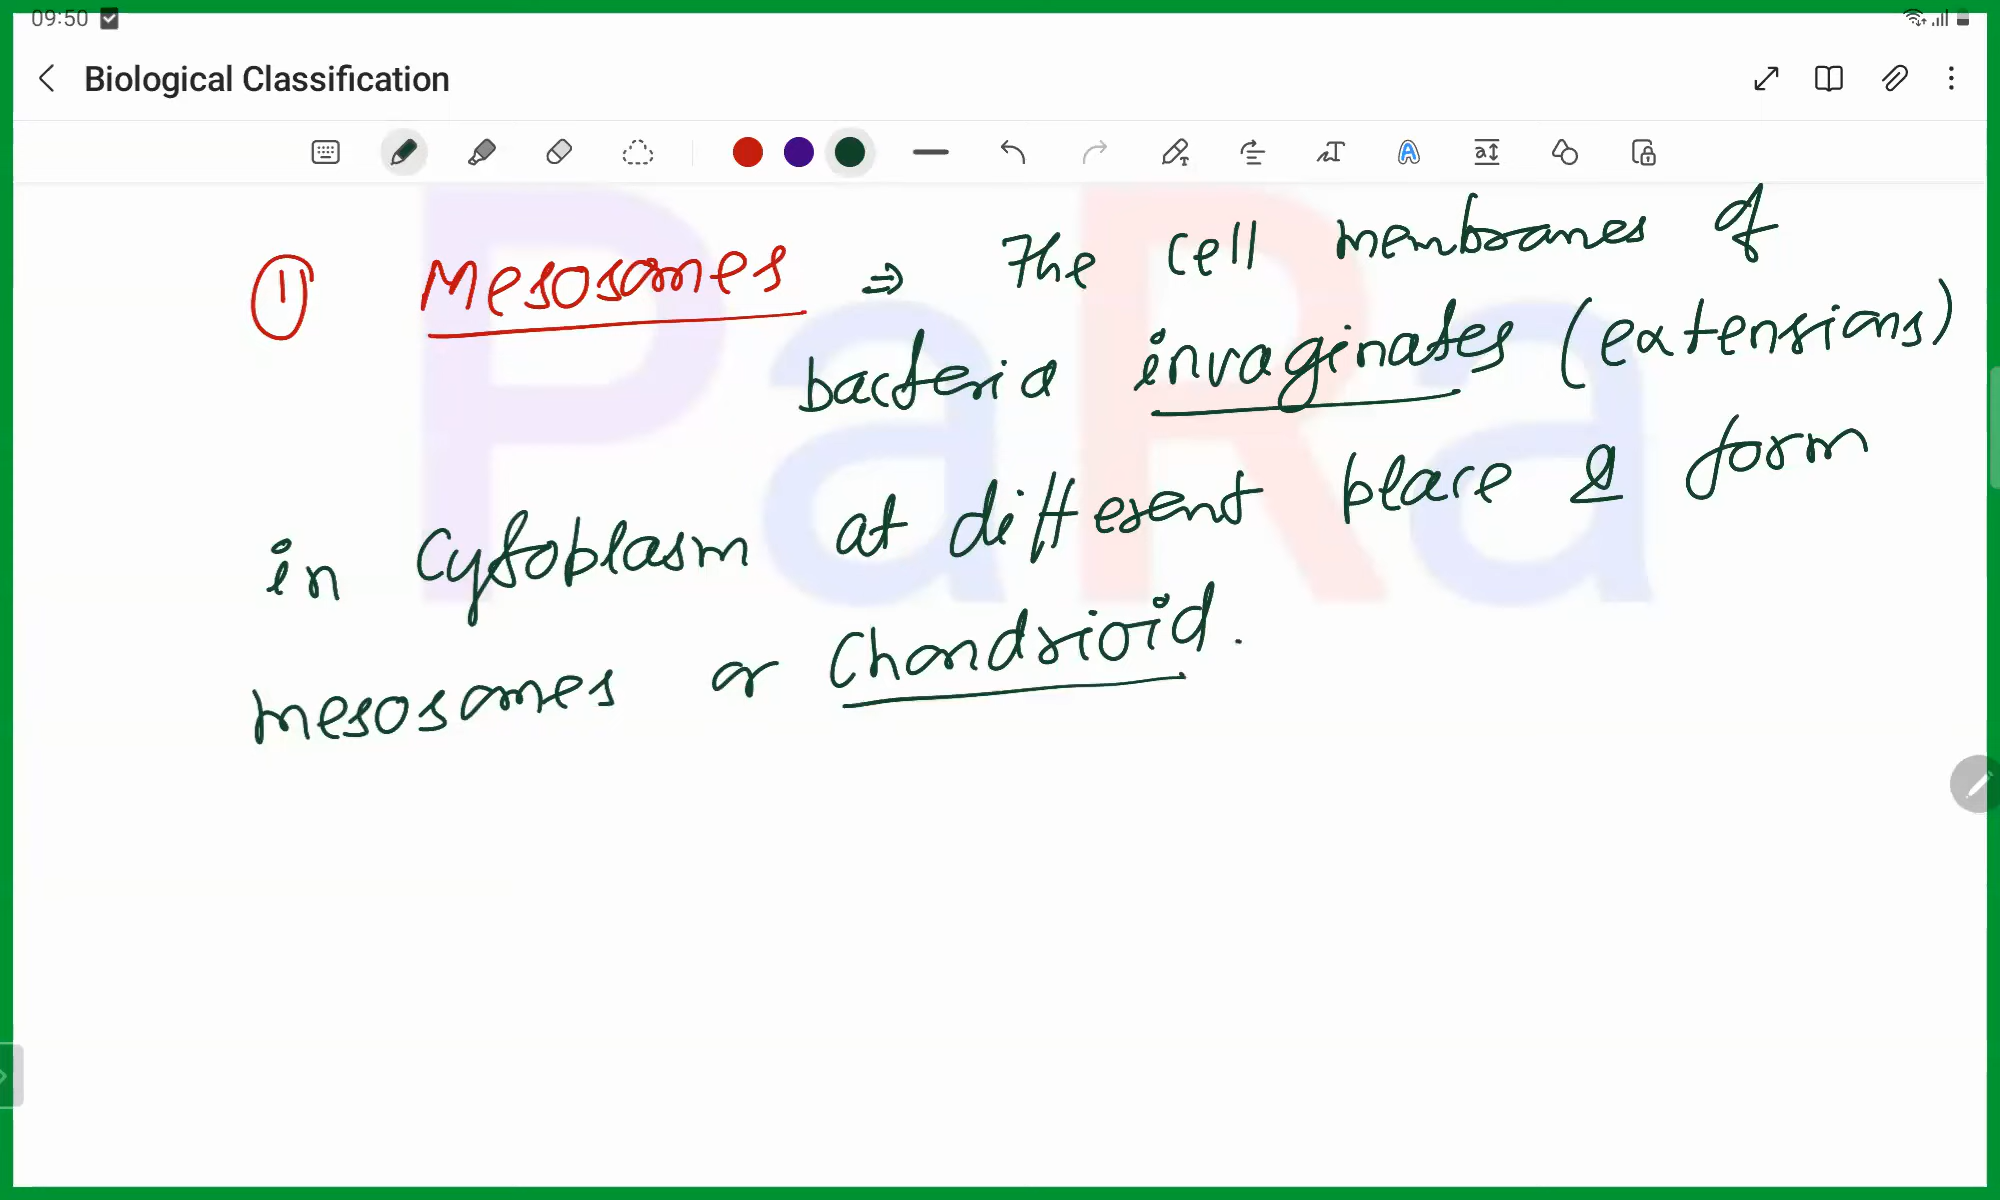 09:50
Biological Classification
PaRa
① Mesosomes ⇒ The cell membranes of
bacteria invaginates (extensions)
in Cytoplasm at different place & form
mesosomes or Chondrioid.